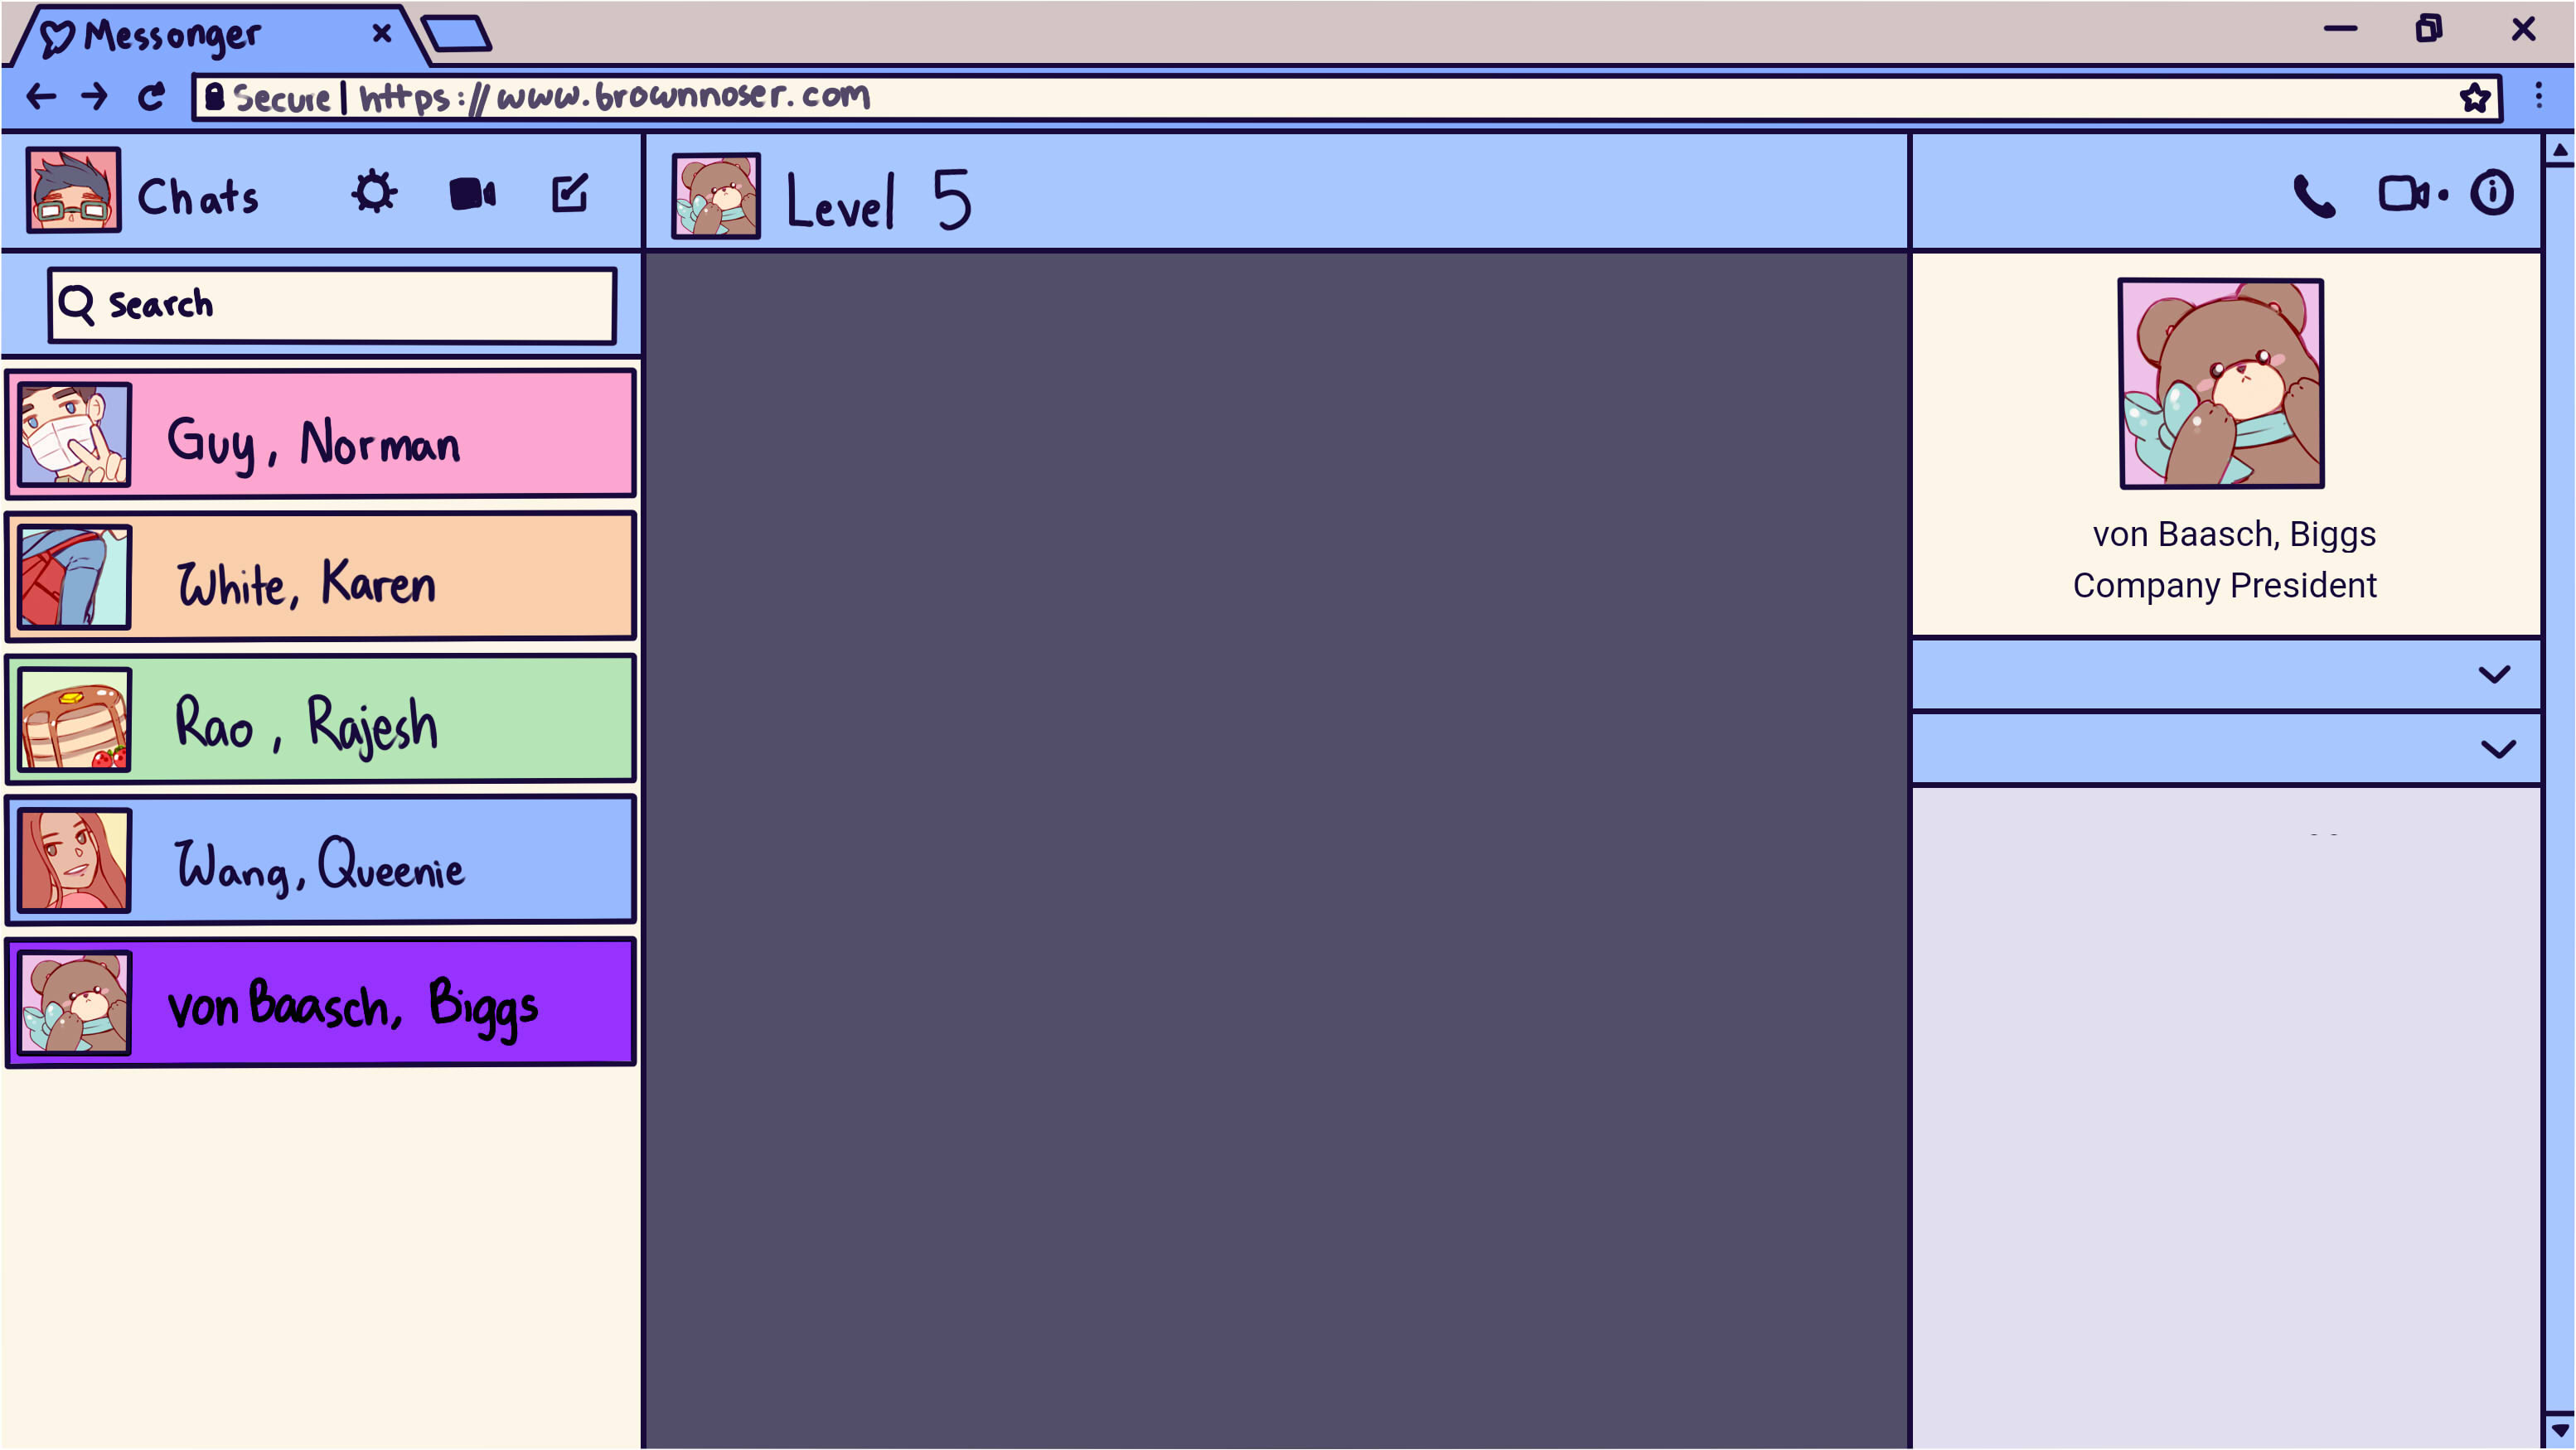 Messonger
Secure | https://www.brownnoser.com
Chats
Level 5
Search
Guy, Norman
White, Karen
Rao, Rajesh
Wang, Queenie
von Baasch, Biggs
von Baasch, Biggs
Company President